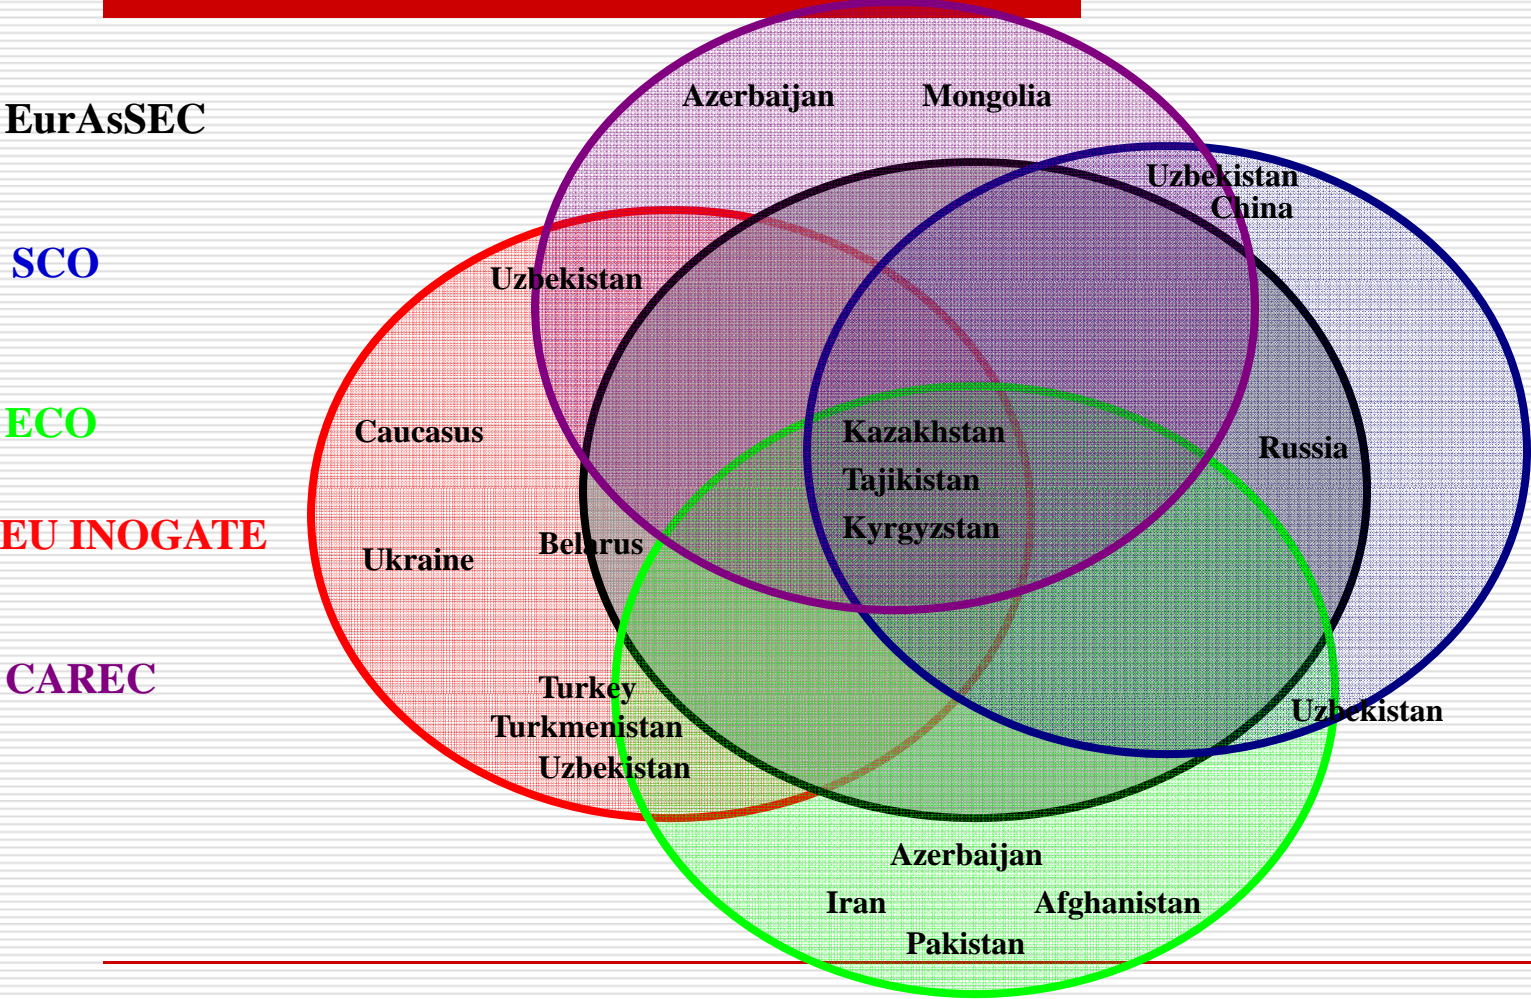 Azerbaijan Mongolia
EurAsSEC
Uzbekistan
China
SCO
Uzbekistan
ECO
Caucasus
Kazakhstan
Russia
Tajikistan
Kyrgyzstan
EU INOGATE
Belarus
Ukraine
CAREC
Turkey
Turkmenistan
Uzbekistan
Uzbekistan
Azerbaijan
Iran Afghanistan
Pakistan